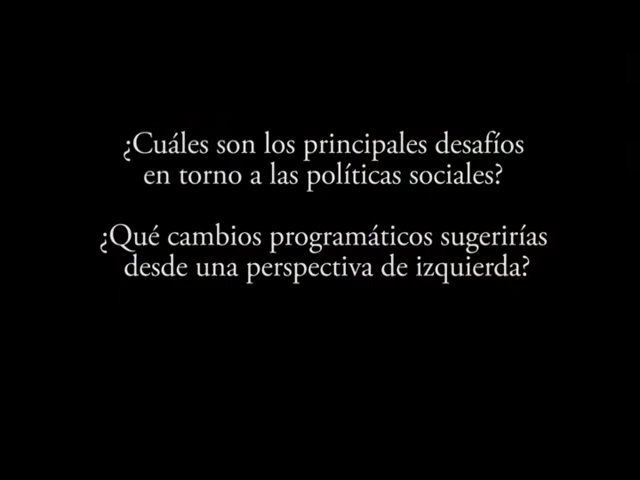 ¿Cuáles son los principales desafíos
en torno a las políticas sociales?
¿Qué cambios programáticos sugerirías
desde una perspectiva de izquierda?